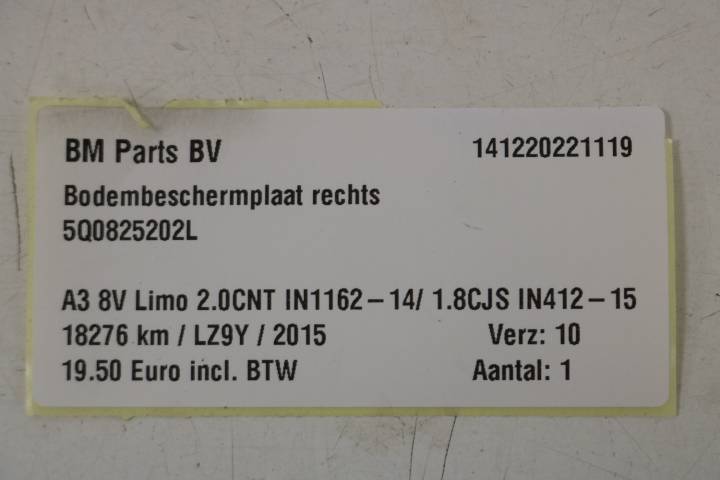 BM Parts BV 141220221119
Bodembeschermplaat rechts
5Q0825202L
A3 8V Limo 2.0CNT IN1162-14/ 1.8CJS IN412-15
18276 km / LZ9Y / 2015 Verz: 10
19.50 Euro incl. BTW Aantal: 1